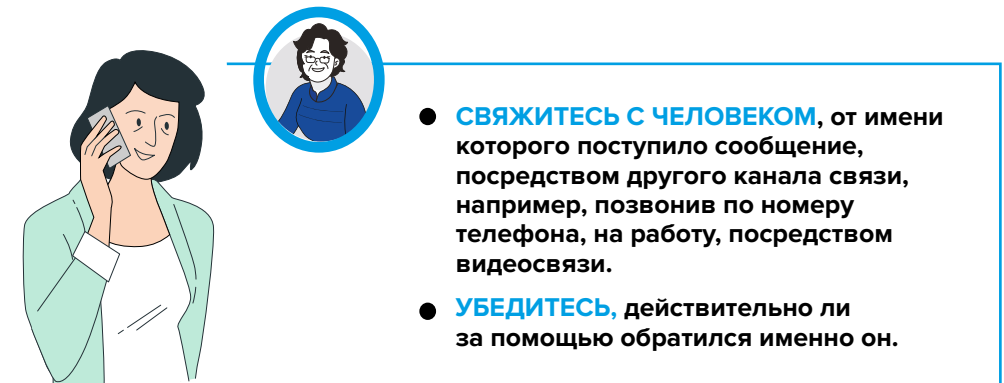 ● СВЯЖИТЕСЬ С ЧЕЛОВЕКОМ, от имени
которого поступило сообщение,
посредством другого канала связи,
например, позвонив по номеру
телефона, на работу, посредством
видеосвязи.
● УБЕДИТЕСЬ, действительно ли
за помощью обратился именно он.